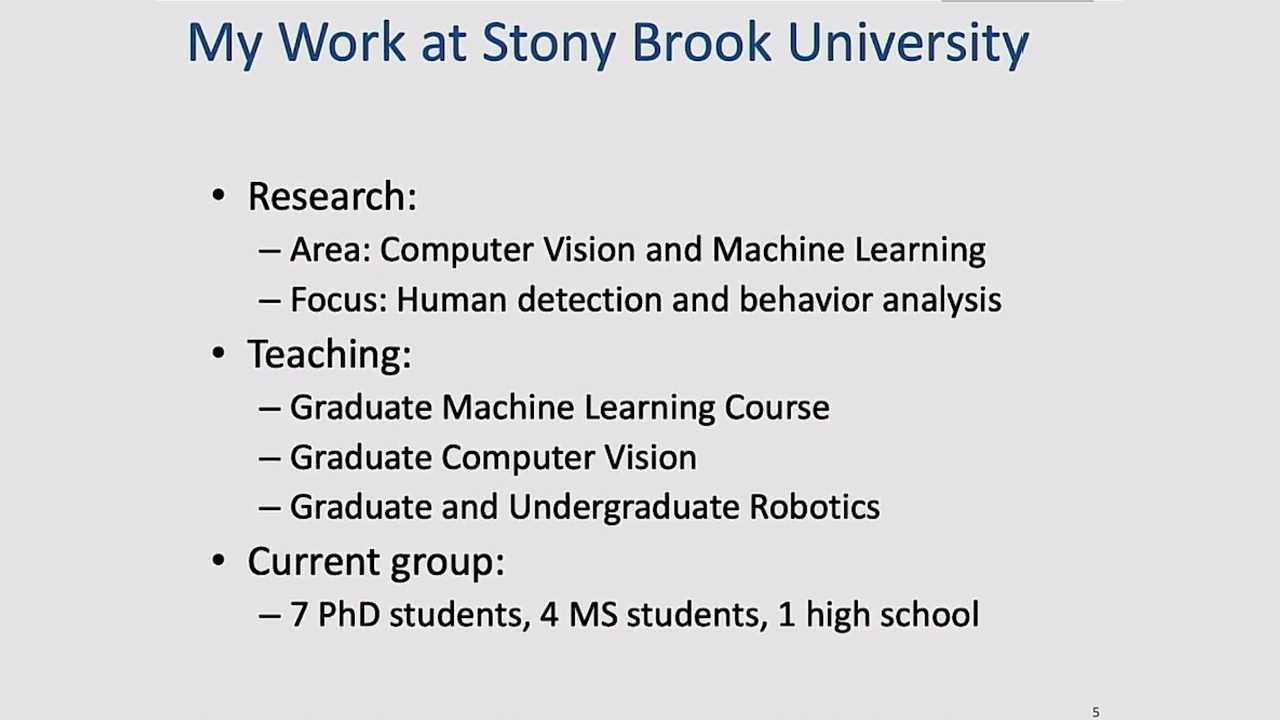 My Work at Stony Brook University
• Research:
– Area: Computer Vision and Machine Learning
– Focus: Human detection and behavior analysis
• Teaching:
– Graduate Machine Learning Course
– Graduate Computer Vision
– Graduate and Undergraduate Robotics
• Current group:
– 7 PhD students, 4 MS students, 1 high school
5